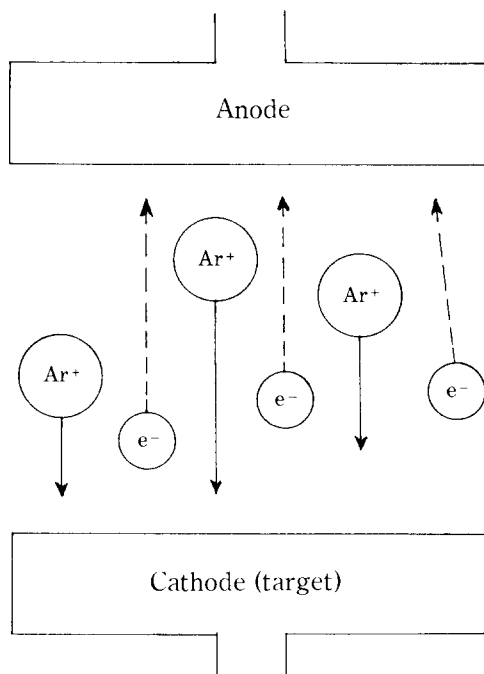 Anode
Ar+
Ar+
Ar+
e−
e−
e−
Cathode (target)